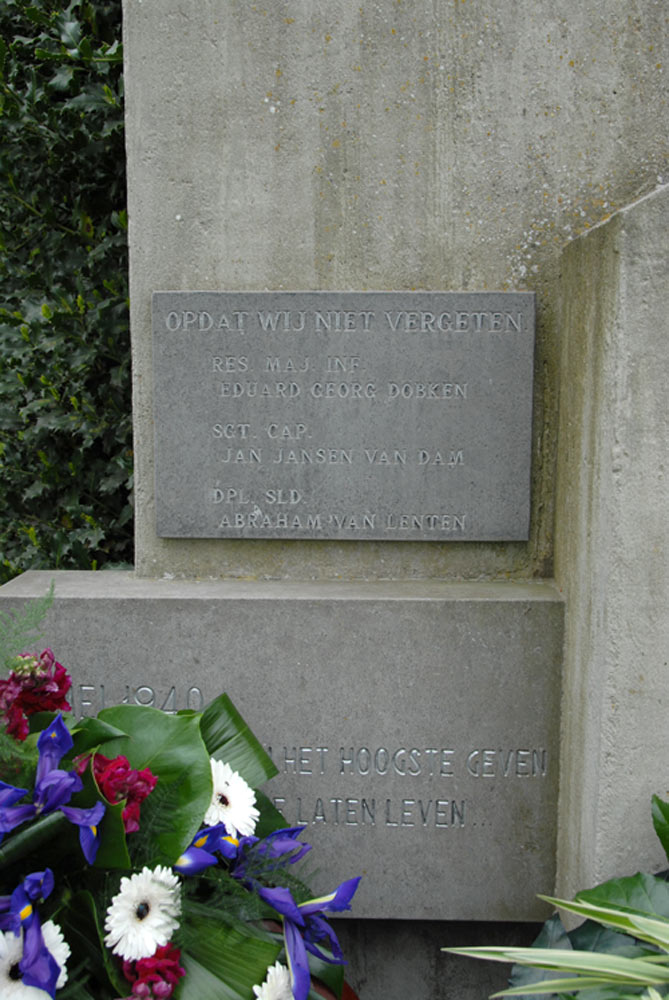 OPDAT WIJ NIET VERGETEN
RES. MAJ. INF.
EDUARD GEORG DOBKEN
SGT. CAP.
JAN JANSEN VAN DAM
DPL. SLD.
ABRAHAM VAN LENTEN
MEI 1940
HET HOOGSTE GEVEN
LATEN LEVEN...